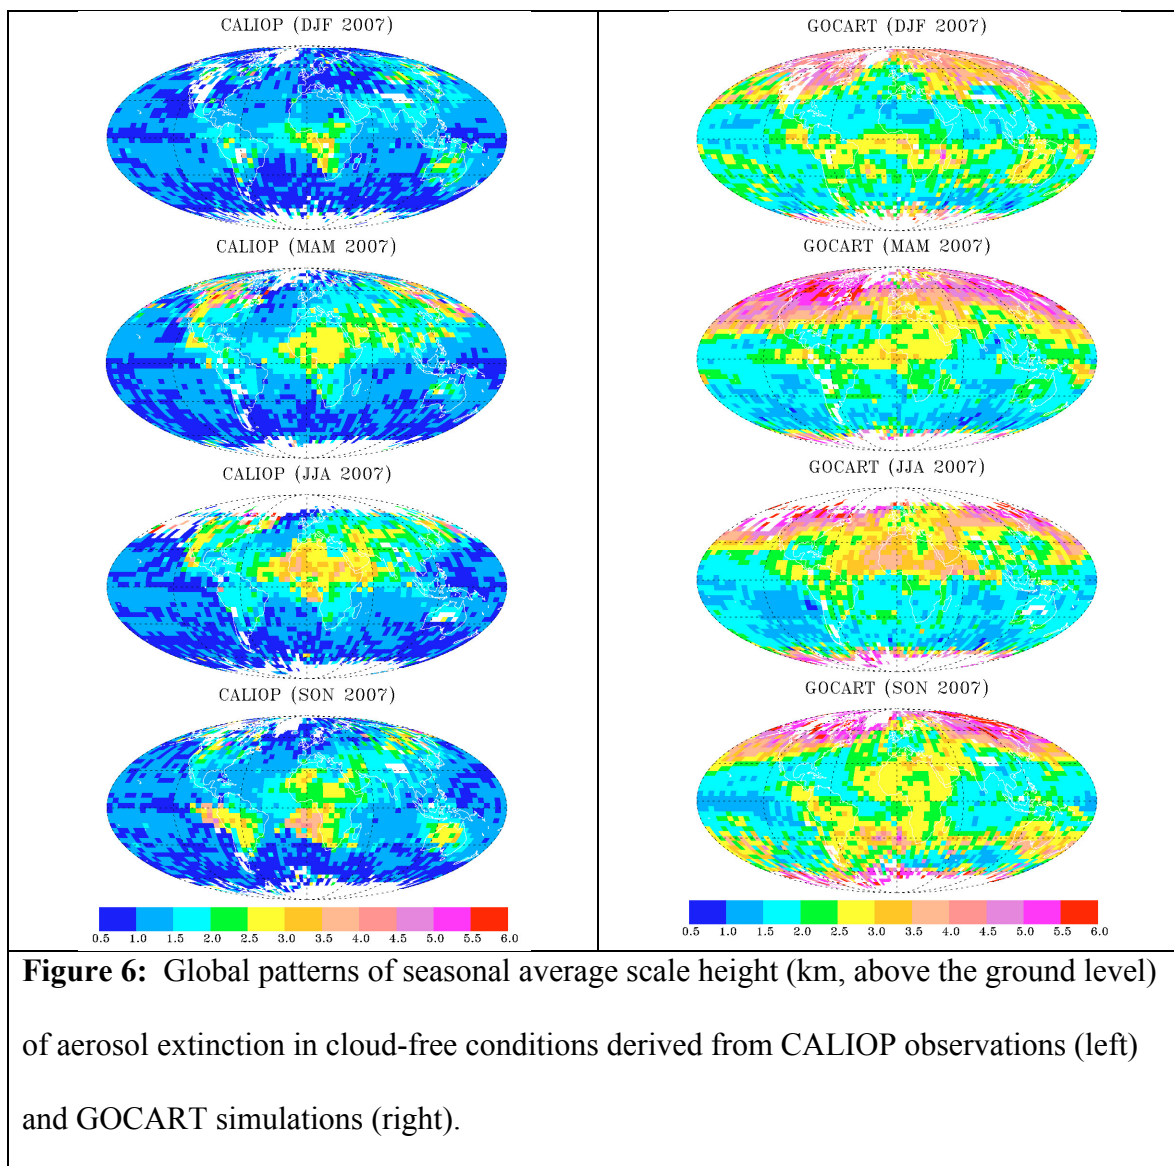 CALIOP (DJF 2007)
GOCART (DJF 2007)
CALIOP (MAM 2007)
GOCART (MAM 2007)
CALIOP (JJA 2007)
GOCART (JJA 2007)
CALIOP (SON 2007)
GOCART (SON 2007)
0.5 1.0 1.5 2.0 2.5 3.0 3.5 4.0 4.5 5.0 5.5 6.0
0.5 1.0 1.5 2.0 2.5 3.0 3.5 4.0 4.5 5.0 5.5 6.0
Figure 6: Global patterns of seasonal average scale height (km, above the ground level)
of aerosol extinction in cloud-free conditions derived from CALIOP observations (left)
and GOCART simulations (right).